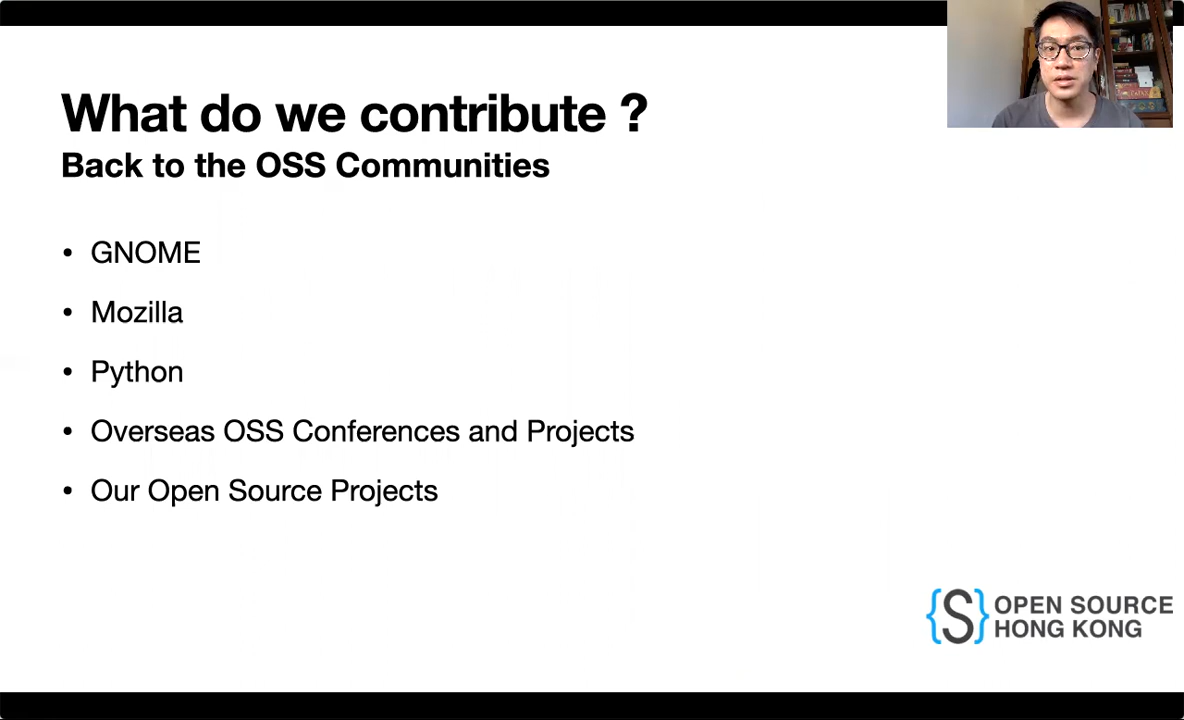 What do we contribute ?
Back to the OSS Communities
• GNOME
• Mozilla
• Python
• Overseas OSS Conferences and Projects
• Our Open Source Projects
{S} OPEN SOURCE
HONG KONG